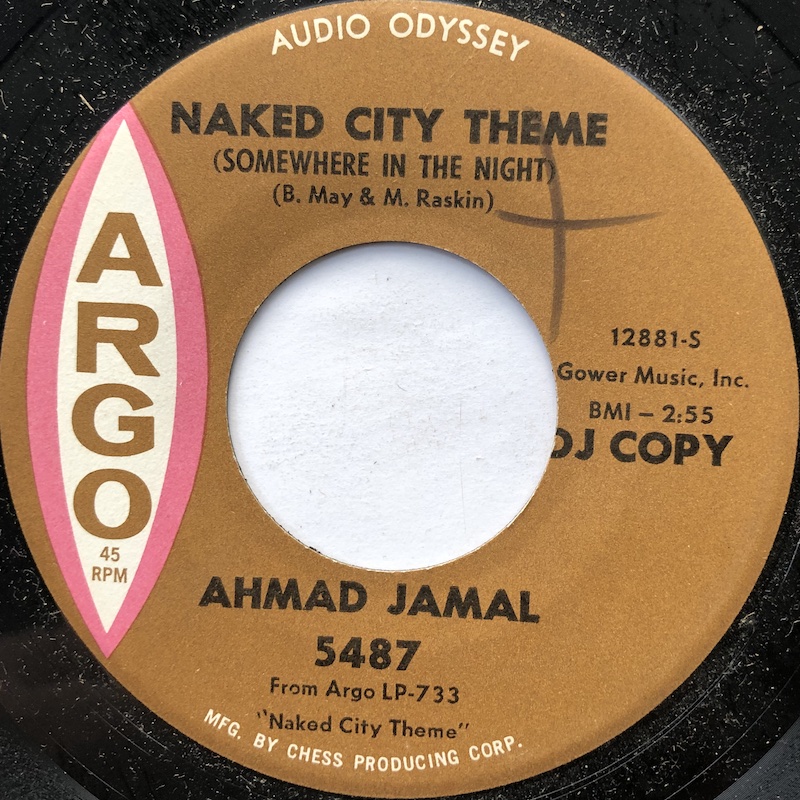 AUDIO ODYSSEY
NAKED CITY THEME
(SOMEWHERE IN THE NIGHT)
(B. May & M. Raskin)
ARGO
45
RPM
12881-S
Gower Music, Inc.
BMI – 2:55
DJ COPY
AHMAD JAMAL
5487
From Argo LP-733
"Naked City Theme"
MFG. BY CHESS PRODUCING CORP.